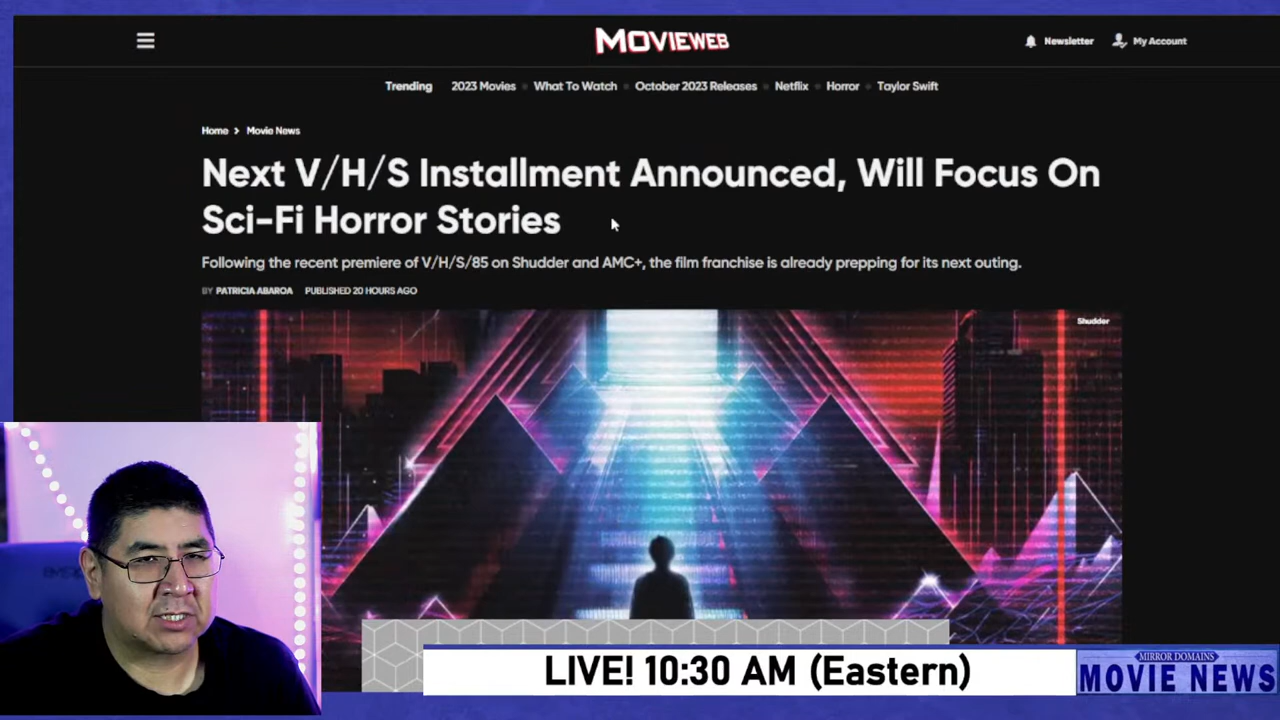 MOVIEWEB
Newsletter
My Account
Trending 2023 Movies What To Watch October 2023 Releases Netflix Horror Taylor Swift
Home > Movie News
Next V/H/S Installment Announced, Will Focus On
Sci-Fi Horror Stories
Following the recent premiere of V/H/S/85 on Shudder and AMC+, the film franchise is already prepping for its next outing.
BY PATRICIA ABAROA PUBLISHED 20 HOURS AGO
Shudder
LIVE! 10:30 AM (Eastern)
MIRROR DOMAINS
MOVIE NEWS